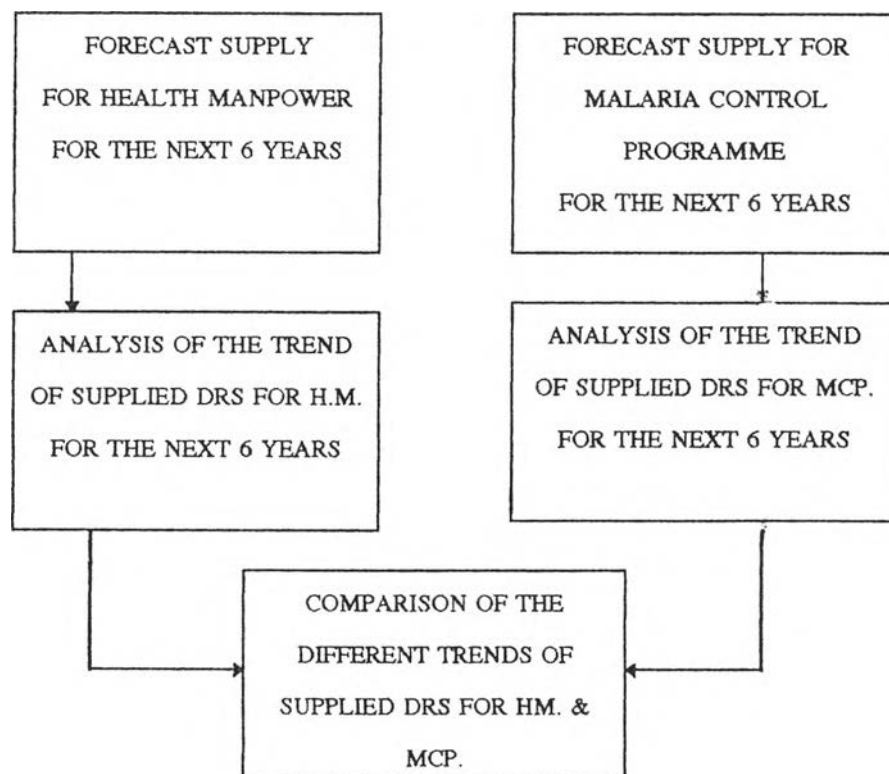 FORECAST SUPPLY
FOR HEALTH MANPOWER
FOR THE NEXT 6 YEARS
FORECAST SUPPLY FOR
MALARIA CONTROL
PROGRAMME
FOR THE NEXT 6 YEARS
ANALYSIS OF THE TREND
OF SUPPLIED DRS FOR H.M.
FOR THE NEXT 6 YEARS
ANALYSIS OF THE TREND
OF SUPPLIED DRS FOR MCP.
FOR THE NEXT 6 YEARS
COMPARISON OF THE
DIFFERENT TRENDS OF
SUPPLIED DRS FOR HM. &
MCP.